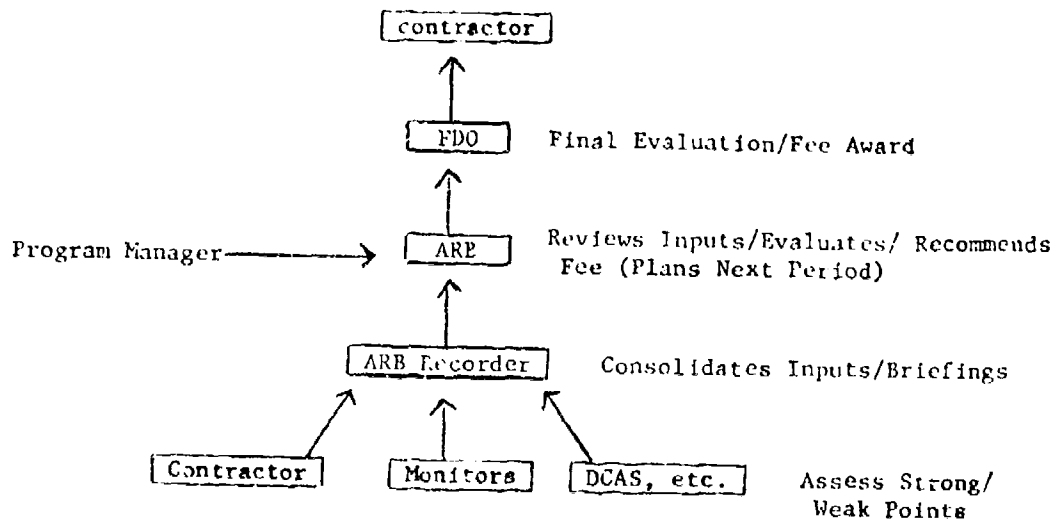 contractor
FDO Final Evaluation/Fee Award
Program Manager ARB Reviews Inputs/Evaluates/ Recommends
Fee (Plans Next Period)
ARB Recorder Consolidates Inputs/Briefings
Contractor Monitors DCAS, etc. Assess Strong/
Weak Points